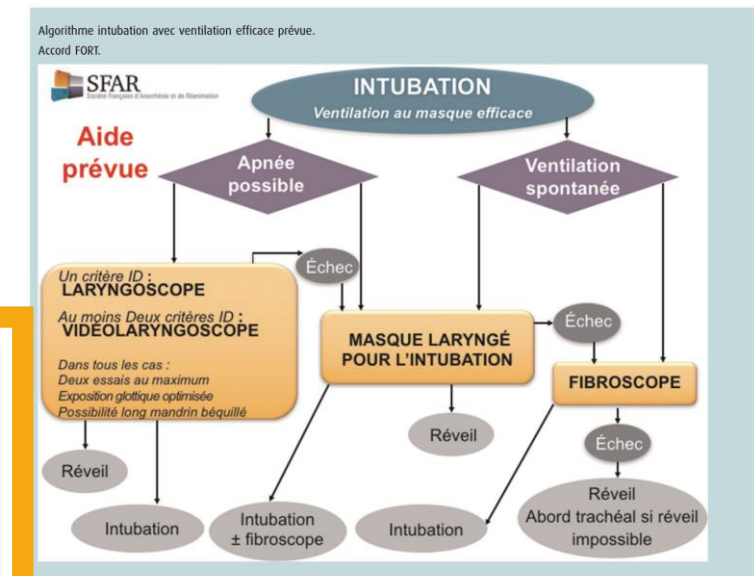 Algorithme intubation avec ventilation efficace prévue.
Accord FORT.
SFAR
Société Française d'Anesthésie et de Réanimation
INTUBATION
Ventilation au masque efficace
Aide
prévue
Apnée
possible
Ventilation
spontanée
Un critère ID :
LARYNGOSCOPE
Au moins Deux critères ID :
VIDÉOLARYNGOSCOPE
Dans tous les cas :
Deux essais au maximum
Exposition glottique optimisée
Possibilité long mandrin béquillé
Échec
MASQUE LARYNGÉ
POUR L'INTUBATION
Échec
FIBROSCOPE
Réveil
Réveil
Échec
Intubation
Intubation
± fibroscope
Intubation
Réveil
Abord trachéal si réveil
impossible